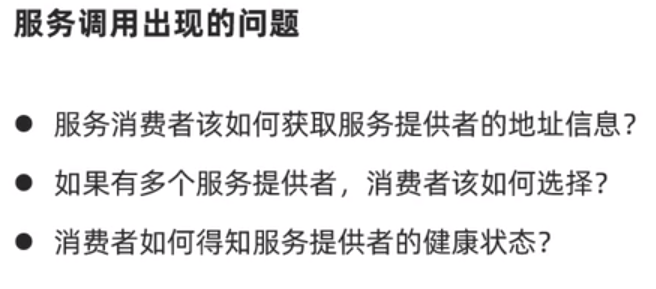 服务调用出现的问题
● 服务消费者该如何获取服务提供者的地址信息？
● 如果有多个服务提供者，消费者该如何选择？
● 消费者如何得知服务提供者的健康状态？